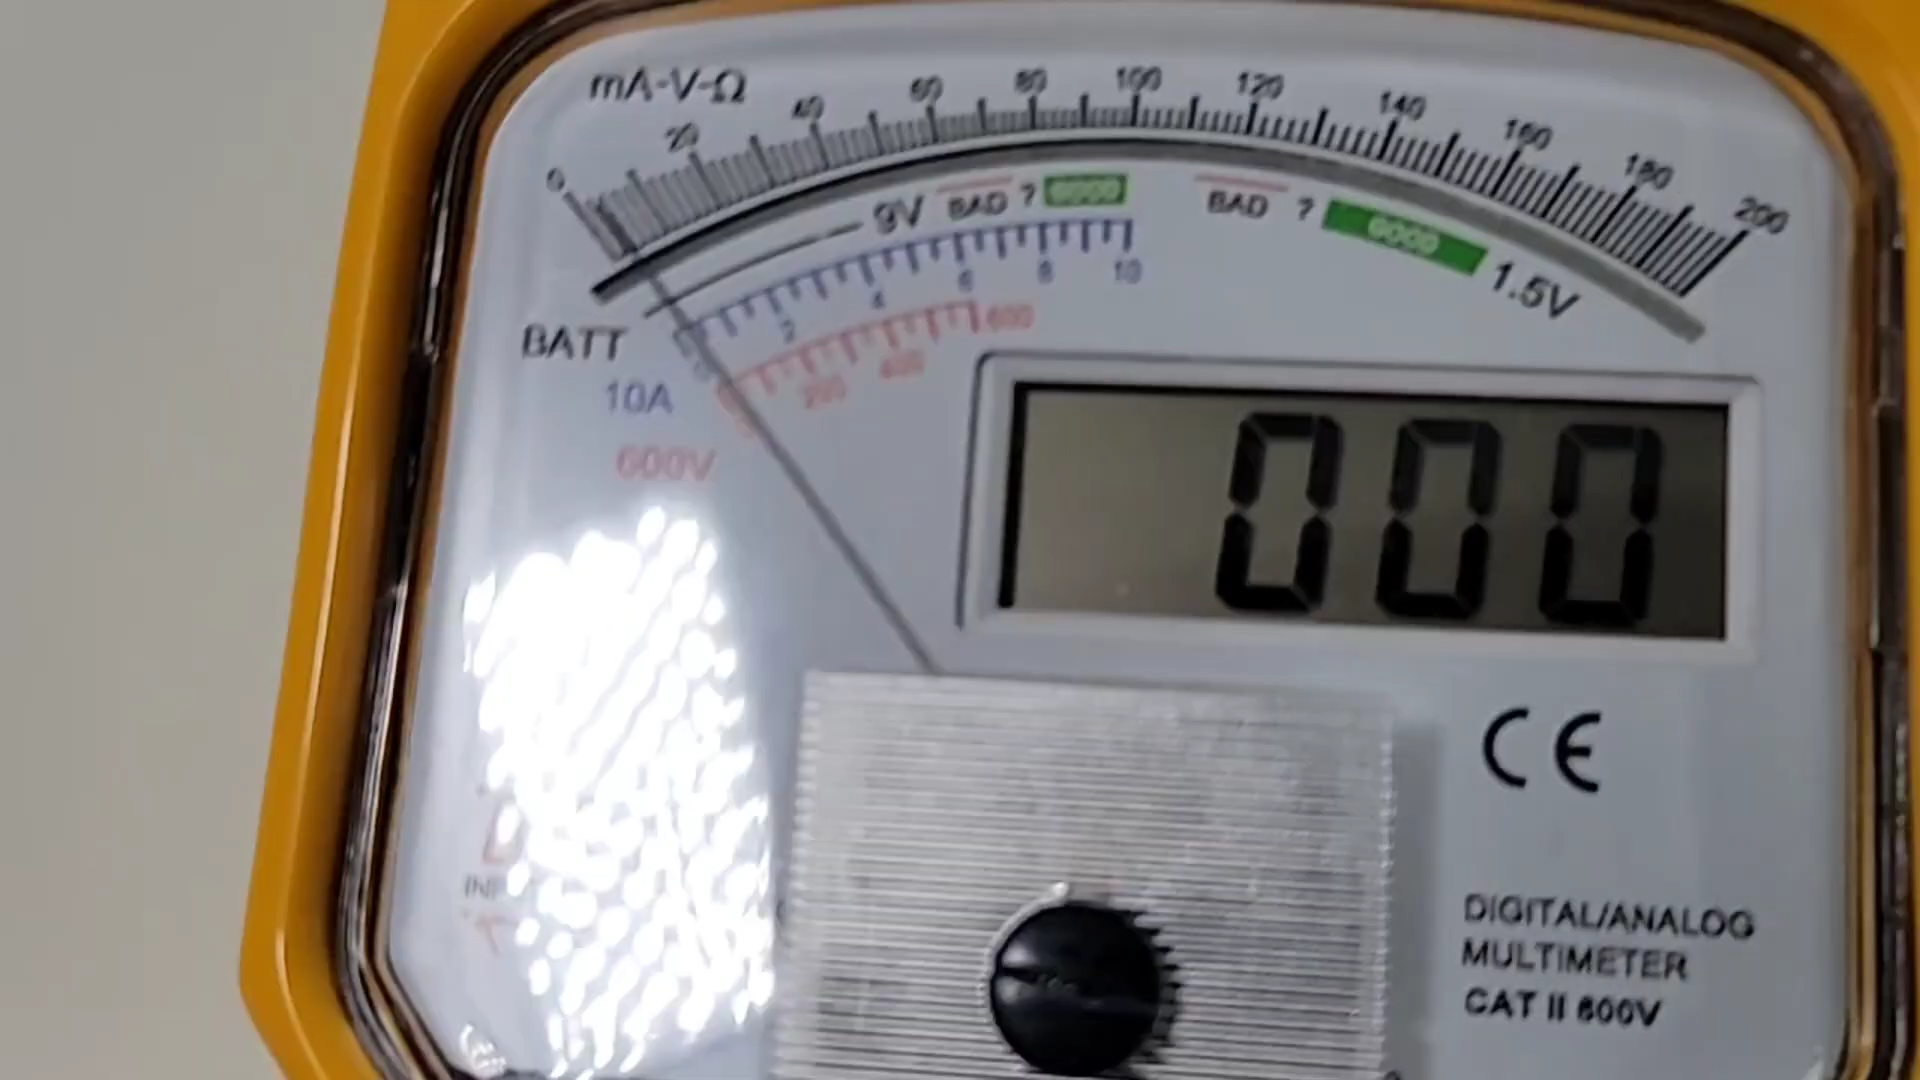 mA-V-Ω
0 20 40 60 80 100 120 140 160 180 200
9V BAD ? GOOD BAD ? GOOD 1.5V
BATT
2 4 6 8 10
10A
200 400 600
600V
000
CE
DIGITAL/ANALOG
MULTIMETER
CAT II 600V